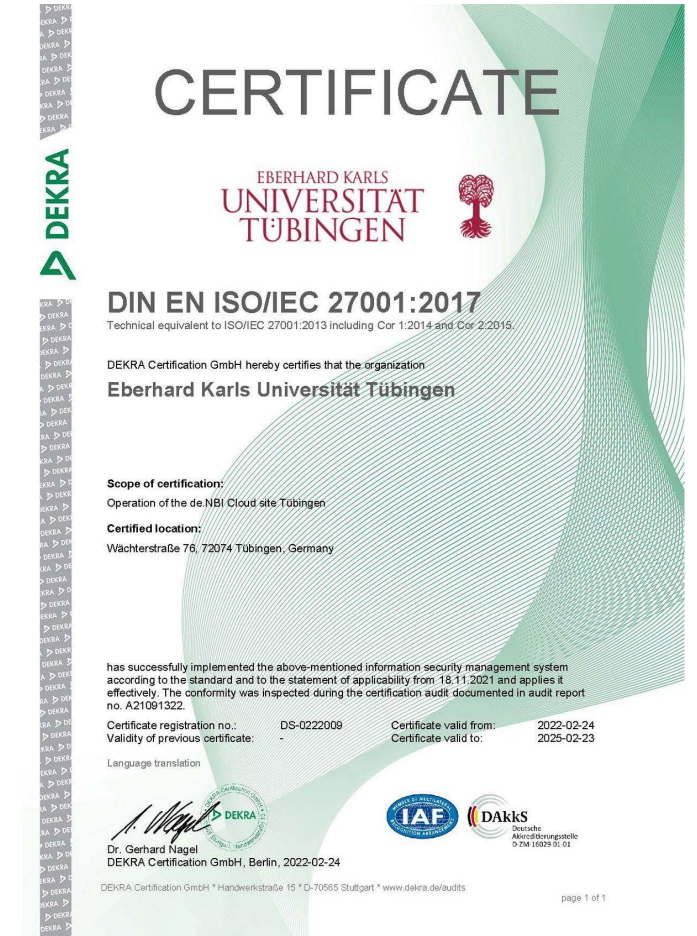 CERTIFICATE
DEKRA
EBERHARD KARLS
UNIVERSITÄT
TÜBINGEN
DIN EN ISO/IEC 27001:2017
Technical equivalent to ISO/IEC 27001:2013 including Cor 1:2014 and Cor 2:2015.
DEKRA Certification GmbH hereby certifies that the organization
Eberhard Karls Universität Tübingen
Scope of certification:
Operation of the de.NBI Cloud site Tübingen
Certified location:
Wächterstraße 76, 72074 Tübingen, Germany
has successfully implemented the above-mentioned information security management system
according to the standard and to the statement of applicability from 18.11.2021 and applies it
effectively. The conformity was inspected during the certification audit documented in audit report
no. A21091322.
Certificate registration no.: DS-0222009 Certificate valid from: 2022-02-24
Validity of previous certificate: - Certificate valid to: 2025-02-23
Language translation
DEKRA
MEMBER OF MULTILATERAL
IAF
RECOGNITION ARRANGEMENT
DAkkS
Deutsche
Akkreditierungsstelle
D-ZM-16029-01-01
Dr. Gerhard Nagel
DEKRA Certification GmbH, Berlin, 2022-02-24
DEKRA Certification GmbH * Handwerkstraße 15 * D-70565 Stuttgart * www.dekra.de/audits
page 1 of 1